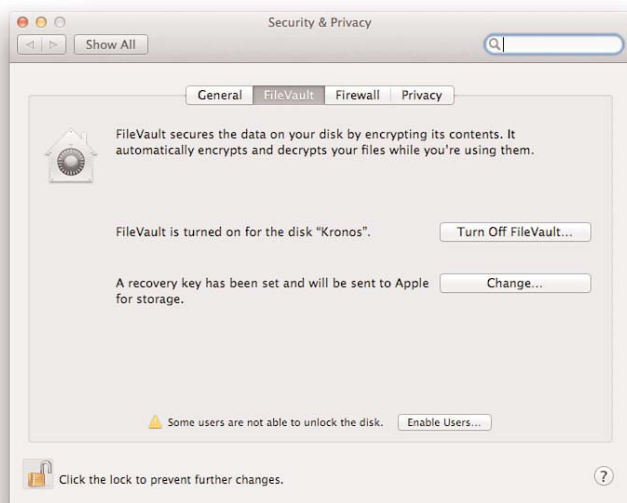 Security & Privacy
Show All
General FileVault Firewall Privacy
FileVault secures the data on your disk by encrypting its contents. It
automatically encrypts and decrypts your files while you're using them.
FileVault is turned on for the disk “Kronos”.
Turn Off FileVault...
A recovery key has been set and will be sent to Apple
for storage.
Change...
Some users are not able to unlock the disk.
Enable Users...
Click the lock to prevent further changes.
?